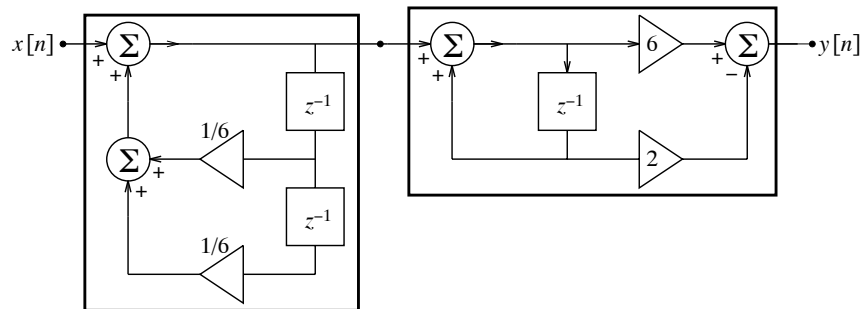 x[n] Σ Σ 6 Σ y[n]
+ + + + + −
z⁻¹ z⁻¹
1/6
Σ + 2
+
z⁻¹
1/6